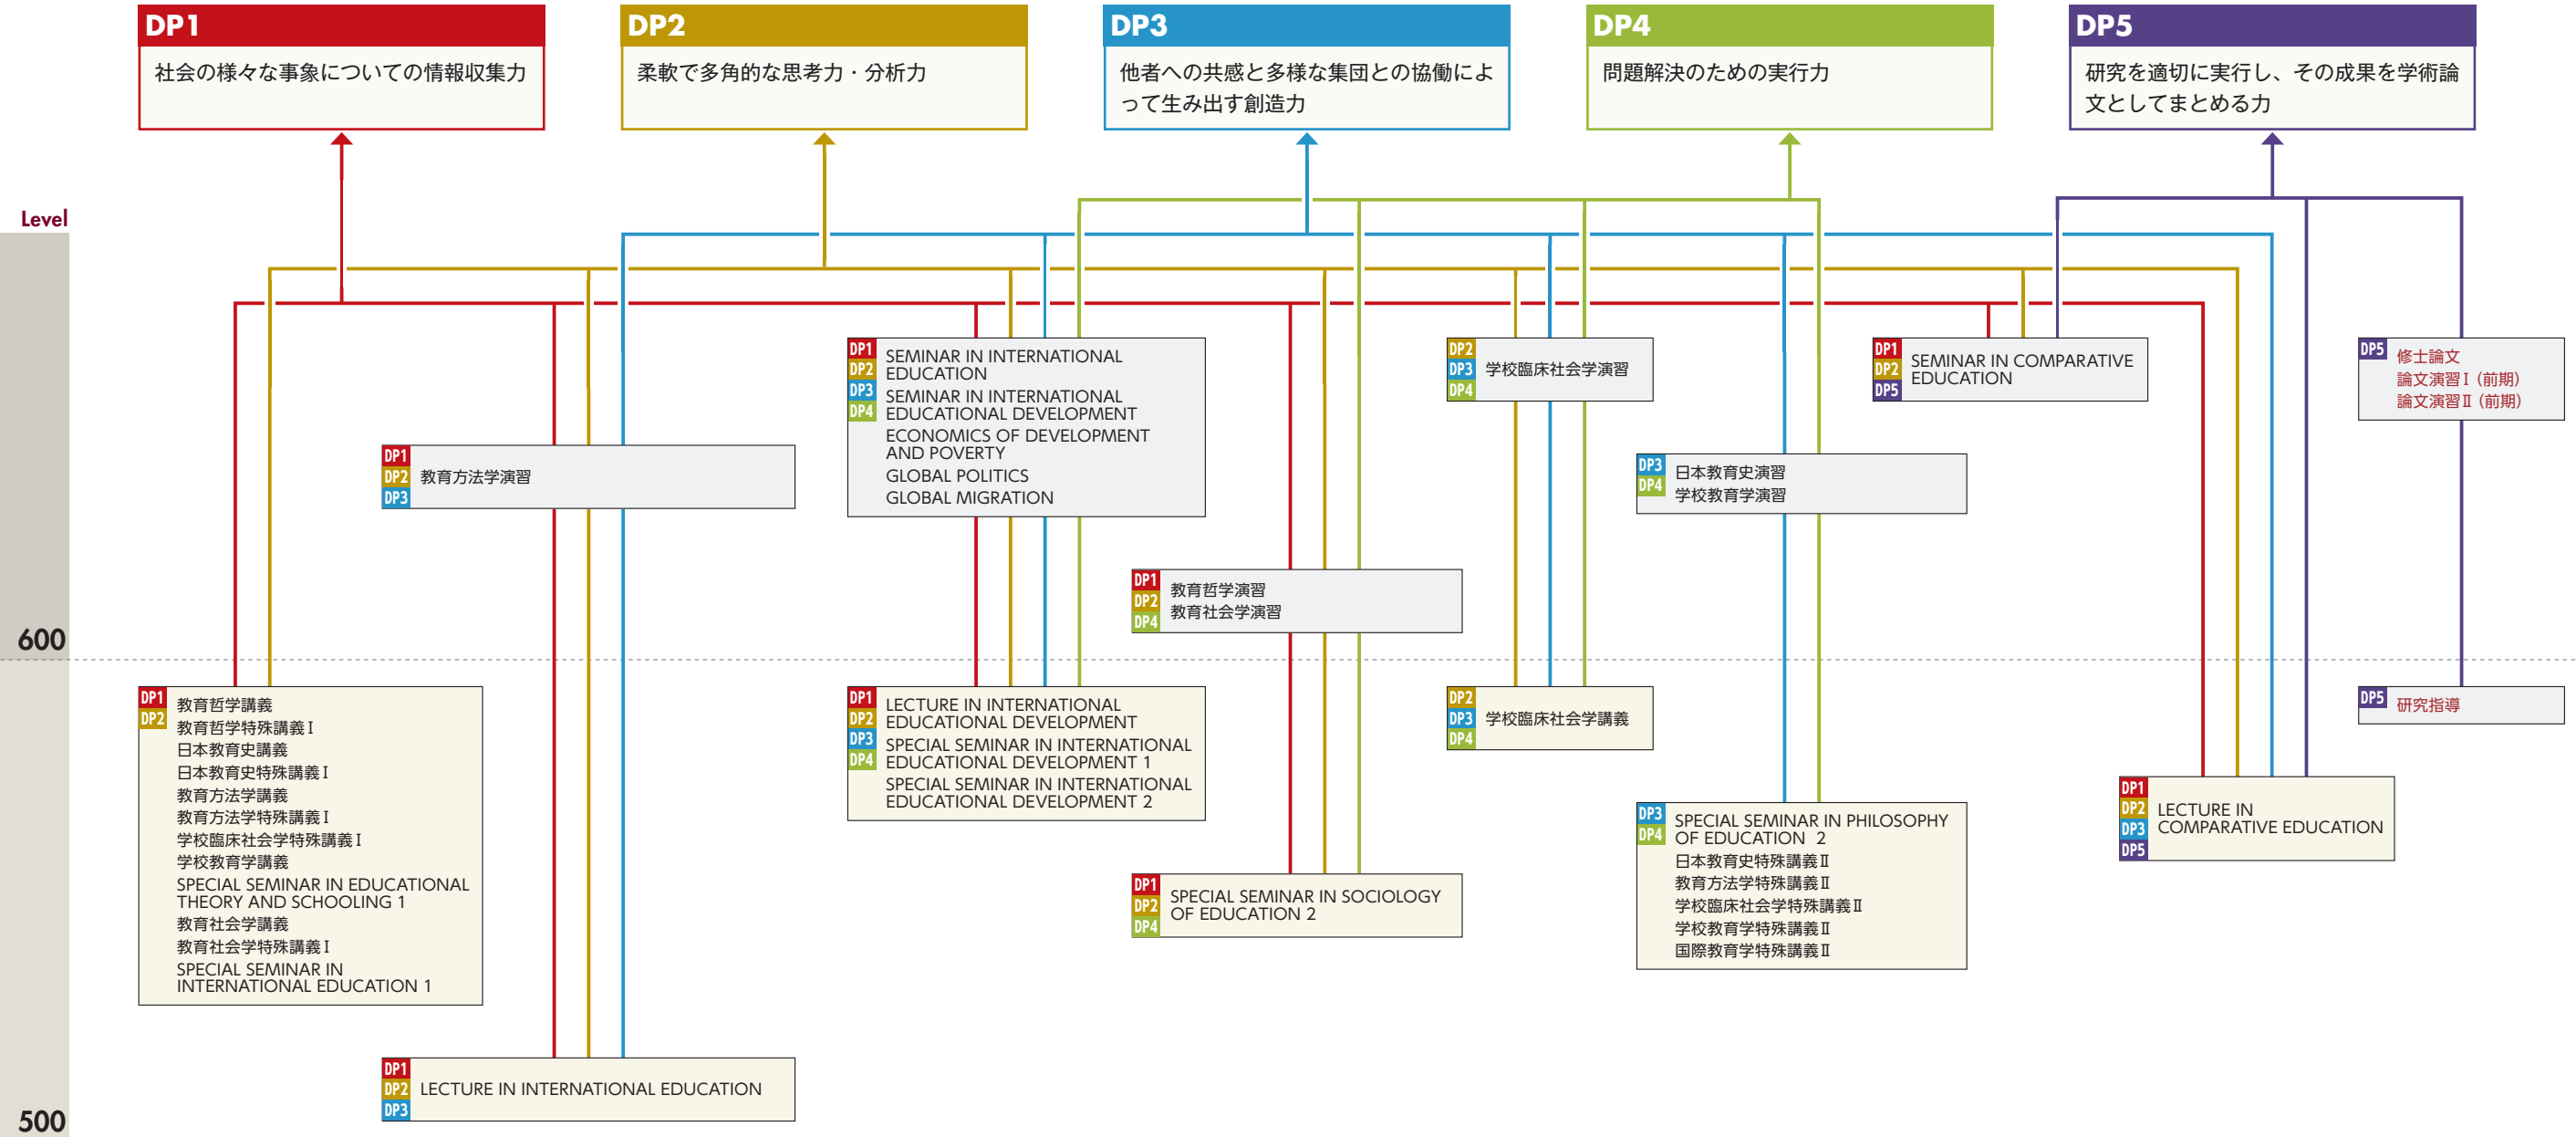 DP1
社会の様々な事象についての情報収集力
DP2
柔軟で多角的な思考力・分析力
DP3
他者への共感と多様な集団との協働によ
って生み出す創造力
DP4
問題解決のための実行力
DP5
研究を適切に実行し、その成果を学術論
文としてまとめる力
Level
600
500
DP1
DP2
DP3
教育方法学演習
DP1
DP2
DP3
DP4
SEMINAR IN INTERNATIONAL
EDUCATION
SEMINAR IN INTERNATIONAL
EDUCATIONAL DEVELOPMENT
ECONOMICS OF DEVELOPMENT
AND POVERTY
GLOBAL POLITICS
GLOBAL MIGRATION
DP1
DP2
DP4
教育哲学演習
教育社会学演習
DP2
DP3
DP4
学校臨床社会学演習
DP3
DP4
日本教育史演習
学校教育学演習
DP1
DP2
DP5
SEMINAR IN COMPARATIVE
EDUCATION
DP5
修士論文
論文演習Ⅰ (前期)
論文演習Ⅱ (前期)
DP1
DP2
教育哲学講義
教育哲学特殊講義Ⅰ
日本教育史講義
日本教育史特殊講義Ⅰ
教育方法学講義
教育方法学特殊講義Ⅰ
学校臨床社会学特殊講義Ⅰ
学校教育学講義
SPECIAL SEMINAR IN EDUCATIONAL
THEORY AND SCHOOLING 1
教育社会学講義
教育社会学特殊講義Ⅰ
SPECIAL SEMINAR IN
INTERNATIONAL EDUCATION 1
DP1
DP2
DP3
LECTURE IN INTERNATIONAL EDUCATION
DP1
DP2
DP3
DP4
LECTURE IN INTERNATIONAL
EDUCATIONAL DEVELOPMENT
SPECIAL SEMINAR IN INTERNATIONAL
EDUCATIONAL DEVELOPMENT 1
SPECIAL SEMINAR IN INTERNATIONAL
EDUCATIONAL DEVELOPMENT 2
DP1
DP2
DP4
SPECIAL SEMINAR IN SOCIOLOGY
OF EDUCATION 2
DP2
DP3
DP4
学校臨床社会学講義
DP3
DP4
SPECIAL SEMINAR IN PHILOSOPHY
OF EDUCATION 2
日本教育史特殊講義Ⅱ
教育方法学特殊講義Ⅱ
学校臨床社会学特殊講義Ⅱ
学校教育学特殊講義Ⅱ
国際教育学特殊講義Ⅱ
DP1
DP2
DP3
DP5
LECTURE IN
COMPARATIVE EDUCATION
DP5
研究指導